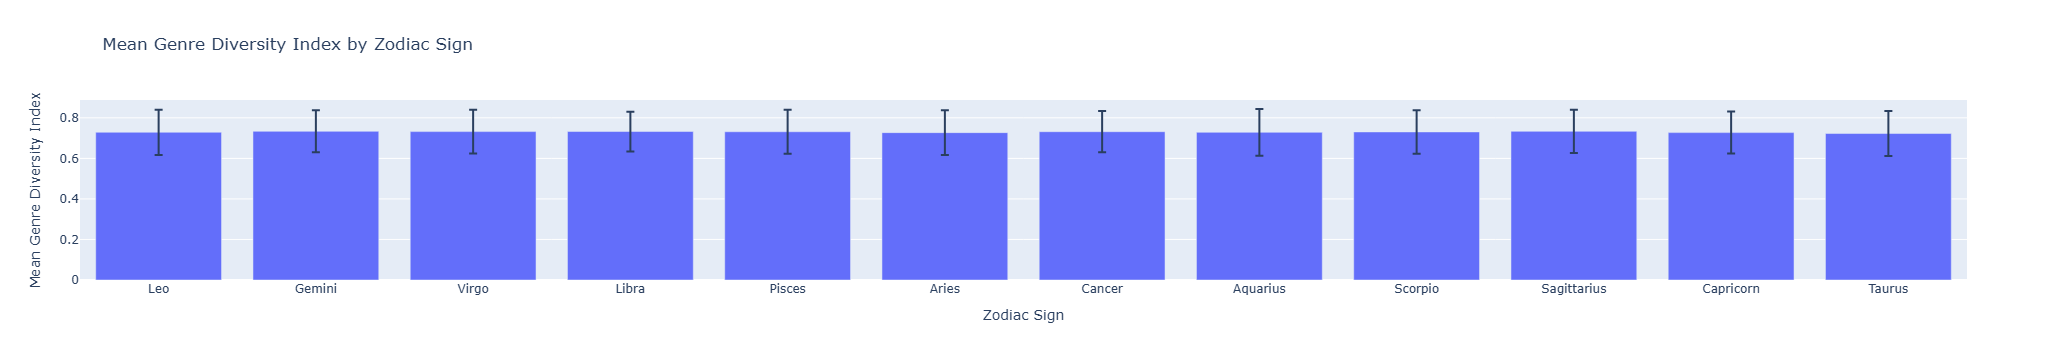 Mean Genre Diversity Index by Zodiac Sign
Mean Genre Diversity Index
0.8
0.6
0.4
0.2
0
Leo Gemini Virgo Libra Pisces Aries Cancer Aquarius Scorpio Sagittarius Capricorn Taurus
Zodiac Sign